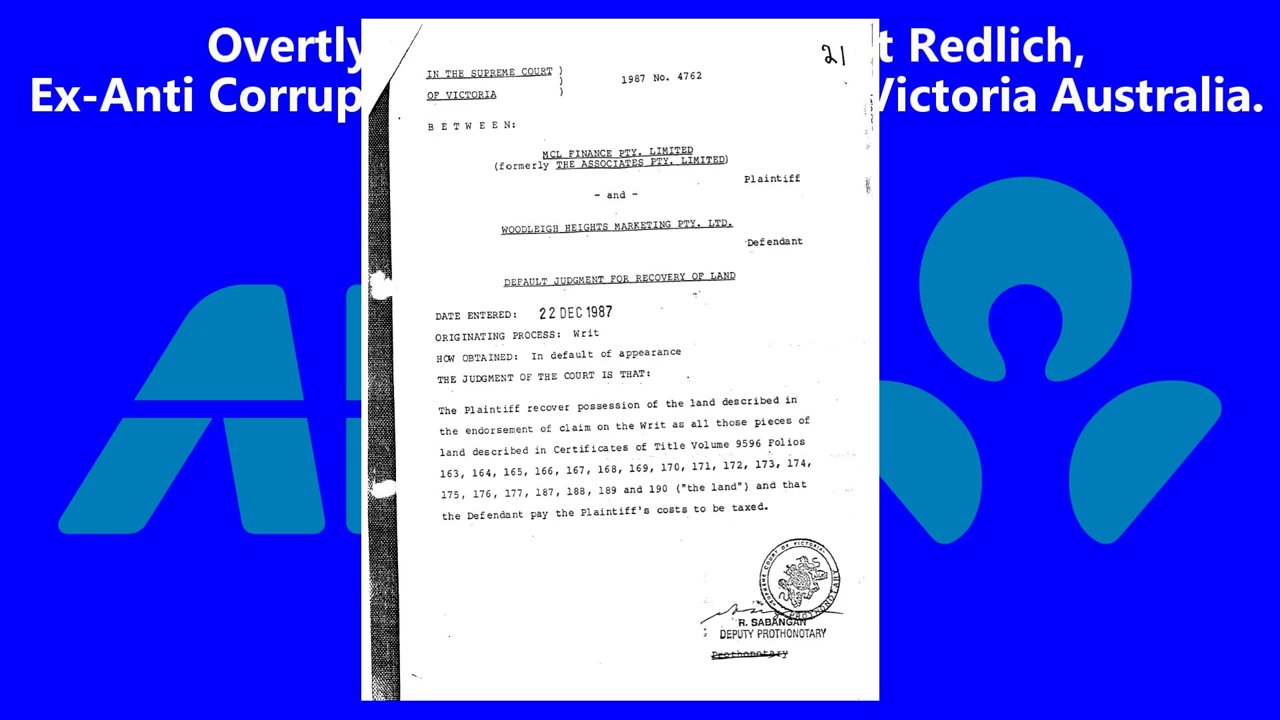 Overtly
t Redlich,
Ex-Anti Corrup
Victoria Australia.
21
IN THE SUPREME COURT )
)
OF VICTORIA )
1987 No. 4762
B E T W E E N:
MCL FINANCE PTY. LIMITED
(formerly THE ASSOCIATES PTY. LIMITED)
Plaintiff
- and -
WOODLEIGH HEIGHTS MARKETING PTY. LTD.
Defendant
DEFAULT JUDGMENT FOR RECOVERY OF LAND
DATE ENTERED: 22 DEC 1987
ORIGINATING PROCESS: Writ
HOW OBTAINED: In default of appearance
THE JUDGMENT OF THE COURT IS THAT:
The Plaintiff recover possession of the land described in
the endorsement of claim on the Writ as all those pieces of
land described in Certificates of Title Volume 9596 Folios
163, 164, 165, 166, 167, 168, 169, 170, 171, 172, 173, 174,
175, 176, 177, 187, 188, 189 and 190 ("the land") and that
the Defendant pay the Plaintiff's costs to be taxed.
SUPREME COURT OF VICTORIA
PROTHONOTARY
R. SABANGAN
DEPUTY PROTHONOTARY
Prothonotary